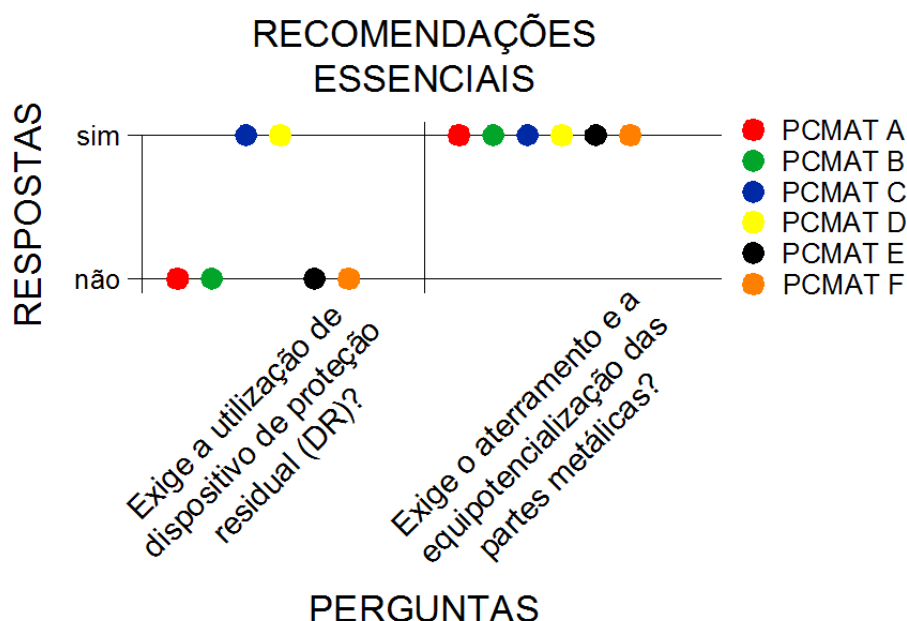 RECOMENDAÇÕES
ESSENCIAIS
RESPOSTAS
sim
não
PCMAT A
PCMAT B
PCMAT C
PCMAT D
PCMAT E
PCMAT F
Exige a utilização de
dispositivo de proteção
residual (DR)?
Exige o aterramento e a
equipotencialização das
partes metálicas?
PERGUNTAS